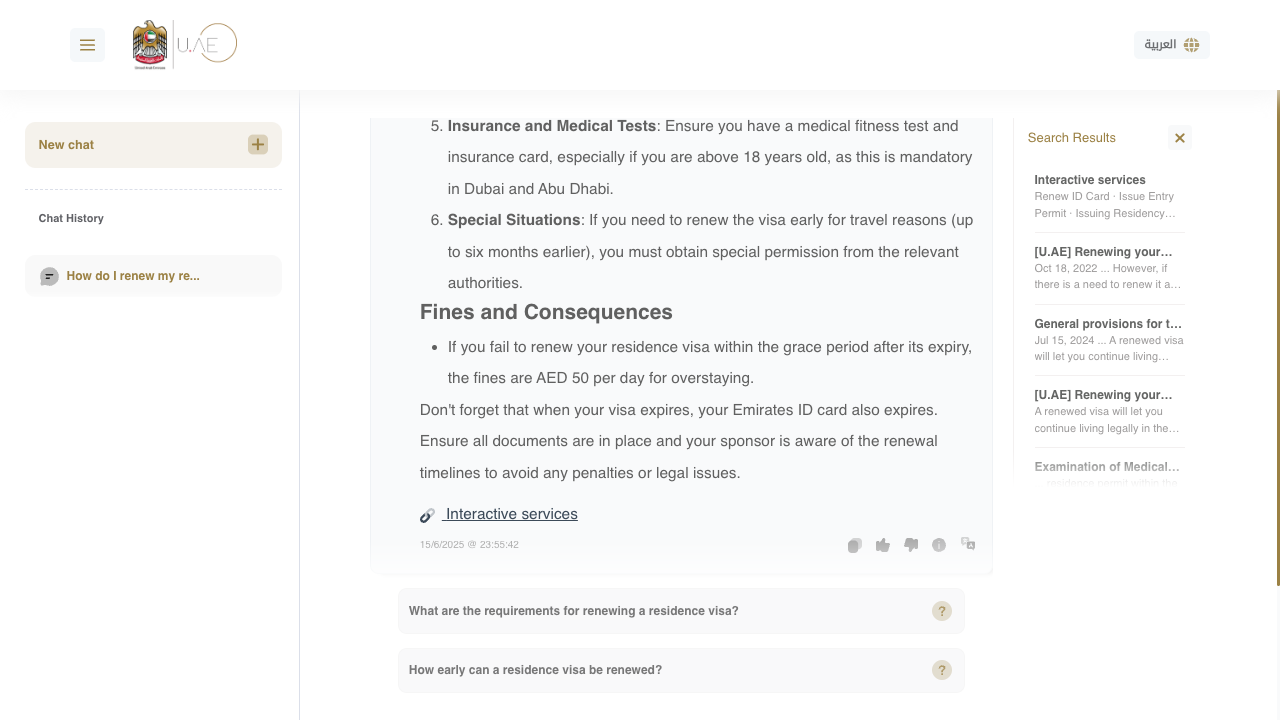 U.AE
العربية
New chat
Chat History
How do I renew my re...
5. Insurance and Medical Tests: Ensure you have a medical fitness test and
insurance card, especially if you are above 18 years old, as this is mandatory
in Dubai and Abu Dhabi.
6. Special Situations: If you need to renew the visa early for travel reasons (up
to six months earlier), you must obtain special permission from the relevant
authorities.
Fines and Consequences
• If you fail to renew your residence visa within the grace period after its expiry,
the fines are AED 50 per day for overstaying.
Don't forget that when your visa expires, your Emirates ID card also expires.
Ensure all documents are in place and your sponsor is aware of the renewal
timelines to avoid any penalties or legal issues.
Interactive services
15/6/2025 @ 23:55:42
What are the requirements for renewing a residence visa?
?
How early can a residence visa be renewed?
?
Search Results
Interactive services
Renew ID Card · Issue Entry
Permit · Issuing Residency...
[U.AE] Renewing your...
Oct 18, 2022 ... However, if
there is a need to renew it a...
General provisions for t...
Jul 15, 2024 ... A renewed visa
will let you continue living...
[U.AE] Renewing your...
A renewed visa will let you
continue living legally in the...
Examination of Medical...
... residence permit within the